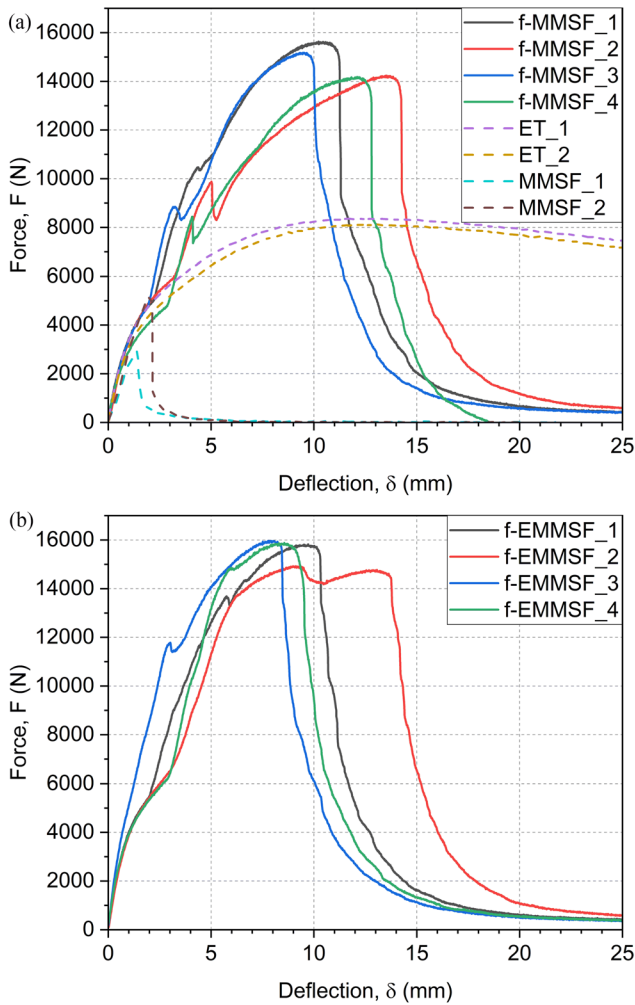 (a)
f-MMSF_1
f-MMSF_2
f-MMSF_3
f-MMSF_4
ET_1
ET_2
MMSF_1
MMSF_2
Force, F (N)
16000
14000
12000
10000
8000
6000
4000
2000
0
0 5 10 15 20 25
Deflection, δ (mm)
(b)
f-EMMSF_1
f-EMMSF_2
f-EMMSF_3
f-EMMSF_4
Force, F (N)
16000
14000
12000
10000
8000
6000
4000
2000
0
0 5 10 15 20 25
Deflection, δ (mm)